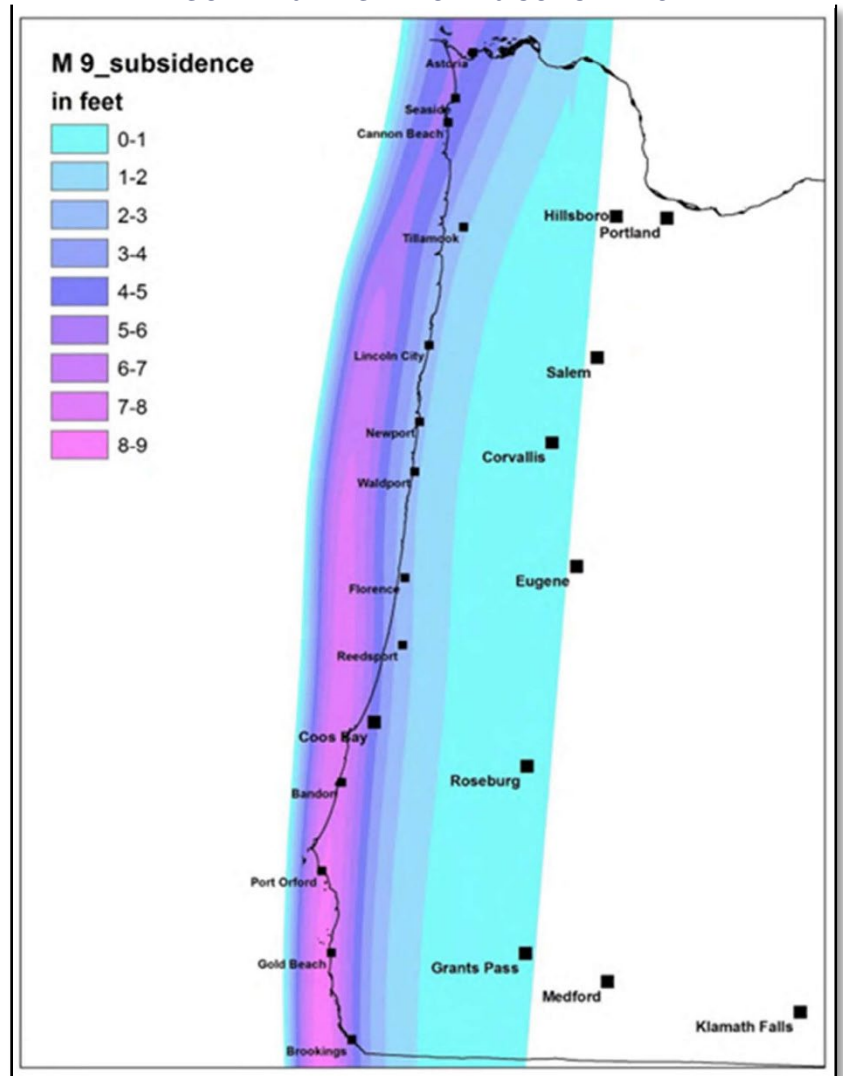 M 9_subsidence
in feet
0-1
1-2
2-3
3-4
4-5
5-6
6-7
7-8
8-9
Astoria
Seaside
Cannon Beach
Hillsboro
Portland
Tillamook
Lincoln City
Salem
Newport
Corvallis
Waldport
Eugene
Florence
Reedsport
Coos Bay
Roseburg
Bandon
Port Orford
Gold Beach
Grants Pass
Medford
Klamath Falls
Brookings